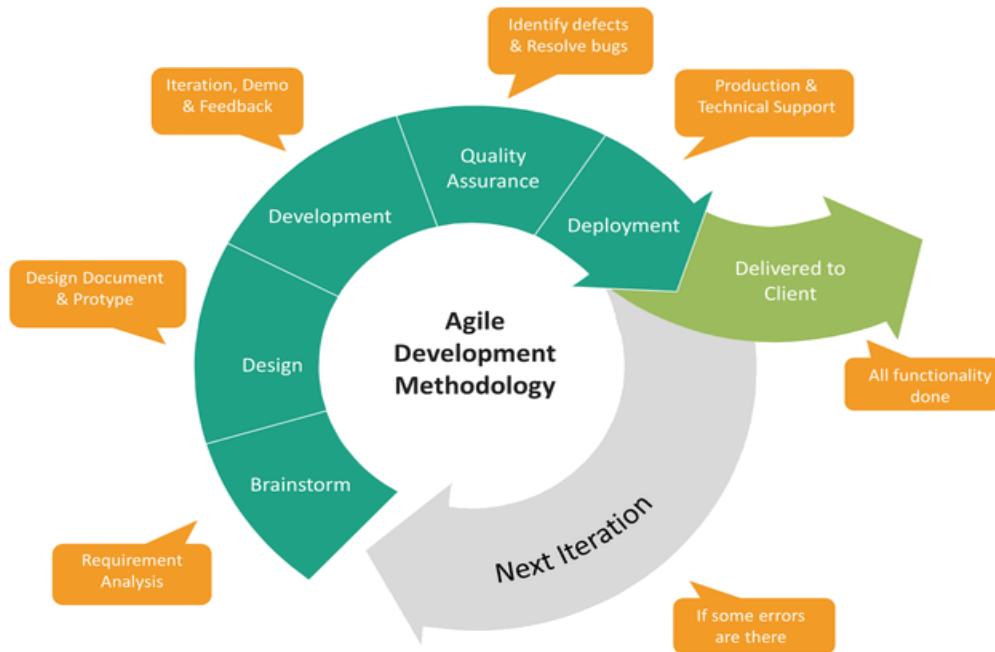 Identify defects
& Resolve bugs
Iteration, Demo
& Feedback
Production &
Technical Support
Quality
Assurance
Development
Deployment
Design Document
& Protype
Delivered to
Client
Agile
Development
Methodology
Design
All functionality
done
Brainstorm
Next Iteration
Requirement
Analysis
If some errors
are there